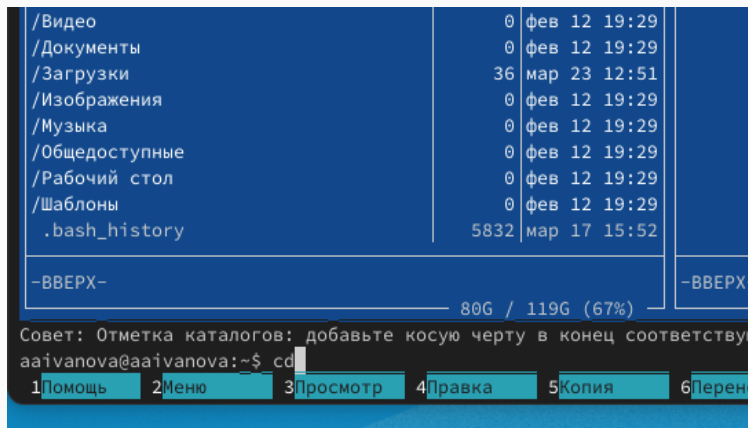 /Видео 0 фев 12 19:29
/Документы 0 фев 12 19:29
/Загрузки 36 мар 23 12:51
/Изображения 0 фев 12 19:29
/Музыка 0 фев 12 19:29
/Общедоступные 0 фев 12 19:29
/Рабочий стол 0 фев 12 19:29
/Шаблоны 0 фев 12 19:29
.bash_history 5832 мар 17 15:52
-ВВЕРХ- -ВВЕРХ
80G / 119G (67%)
Совет: Отметка каталогов: добавьте косую черту в конец соответству
aaivanova@aaivanova:~$ cd
1Помощь 2Меню 3Просмотр 4Правка 5Копия 6Перен